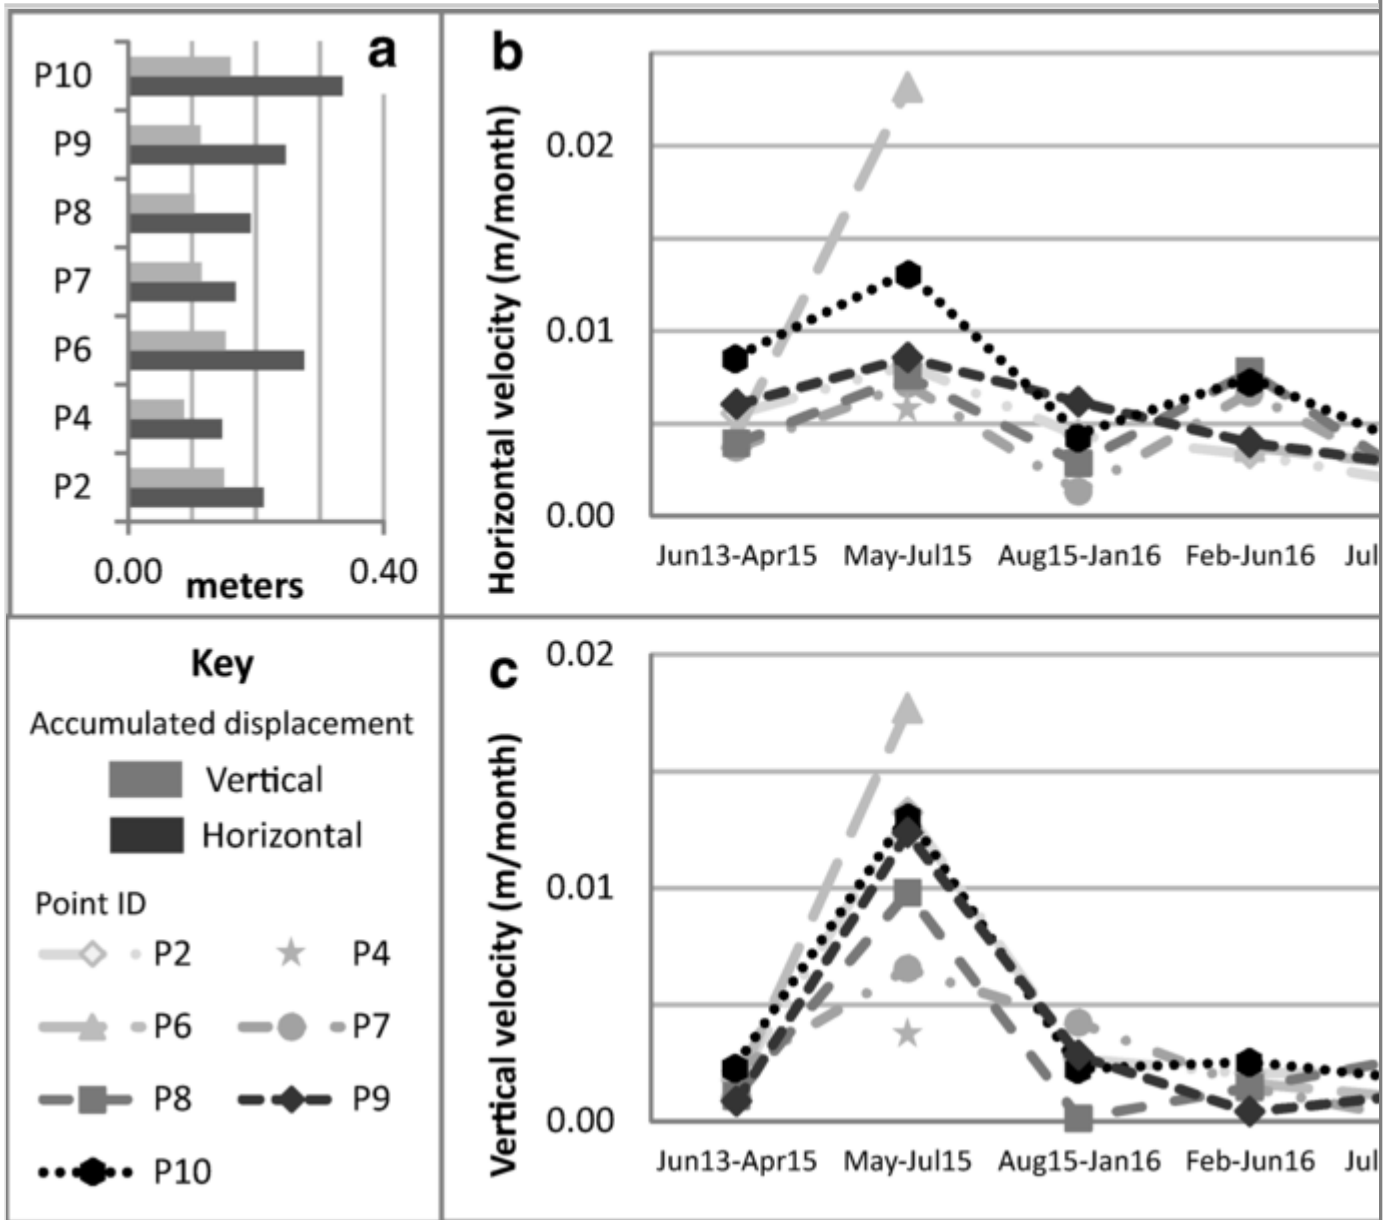 a
P10
P9
P8
P7
P6
P4
P2
0.00 meters 0.40
b
Horizontal velocity (m/month)
0.02
0.01
0.00
Jun13-Apr15 May-Jul15 Aug15-Jan16 Feb-Jun16 Jul
Key
Accumulated displacement
Vertical
Horizontal
Point ID
P2 P4
P6 P7
P8 P9
P10
c
Vertical velocity (m/month)
0.02
0.01
0.00
Jun13-Apr15 May-Jul15 Aug15-Jan16 Feb-Jun16 Jul